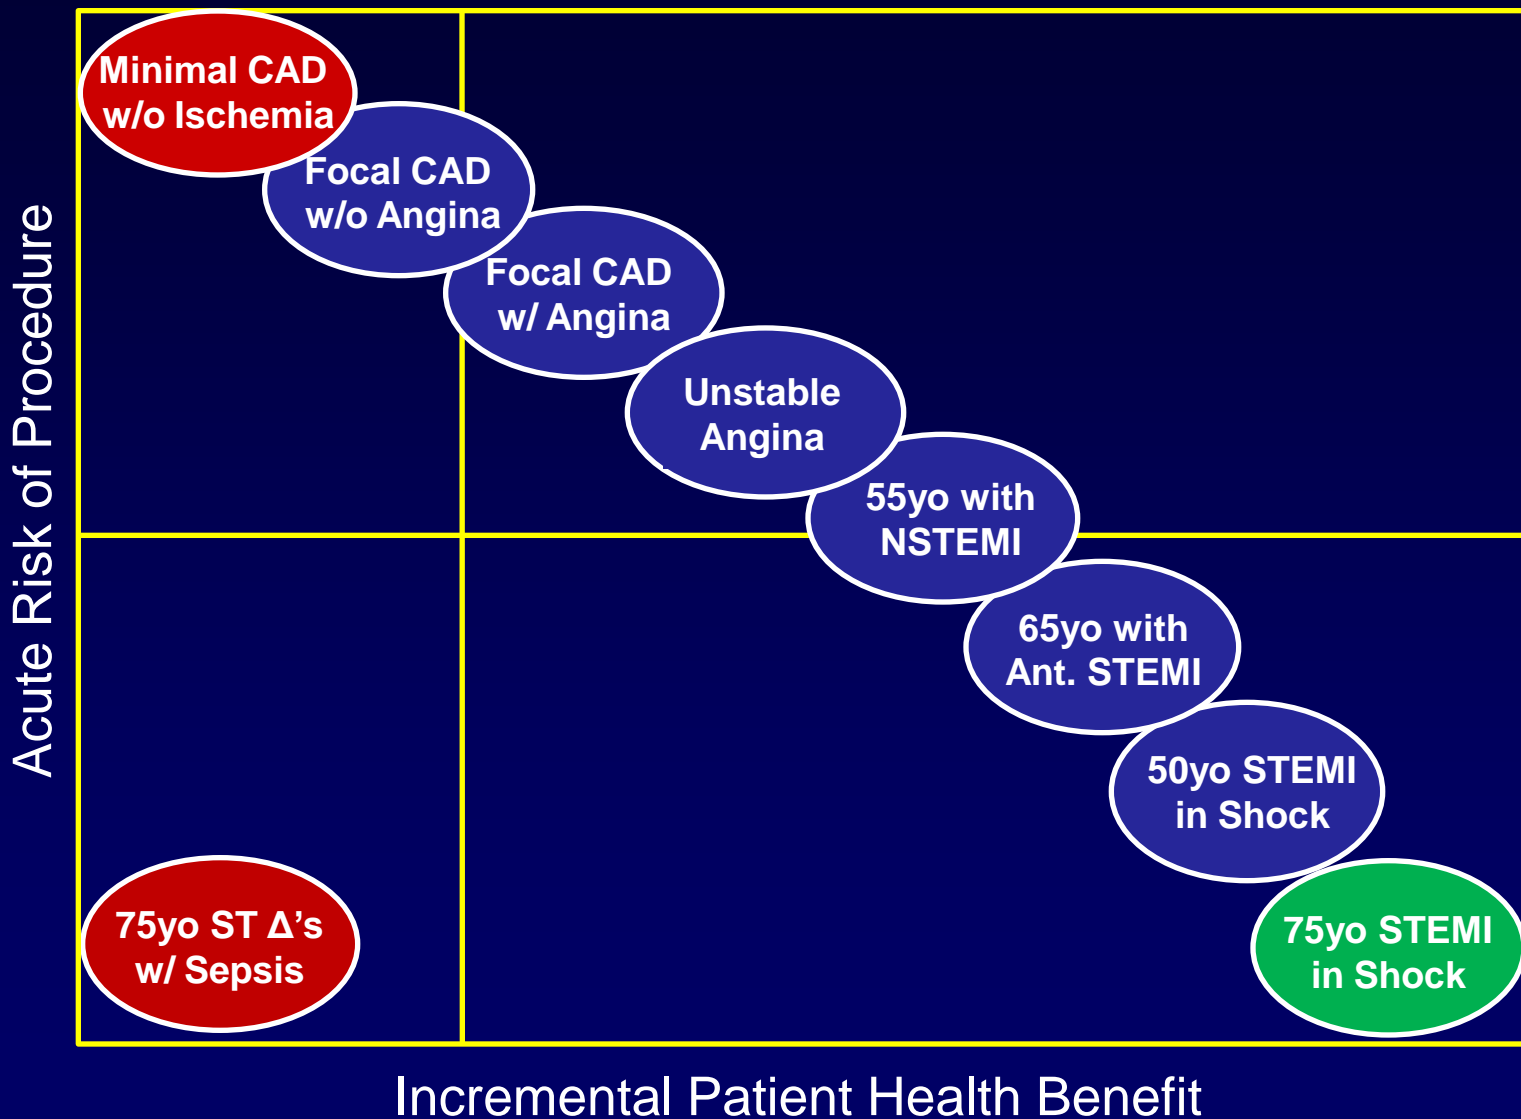 Minimal CAD
w/o Ischemia
Focal CAD
w/o Angina
Focal CAD
w/ Angina
Unstable
Angina
55yo with
NSTEMI
65yo with
Ant. STEMI
50yo STEMI
in Shock
75yo ST Δ’s
w/ Sepsis
75yo STEMI
in Shock
Acute Risk of Procedure
Incremental Patient Health Benefit